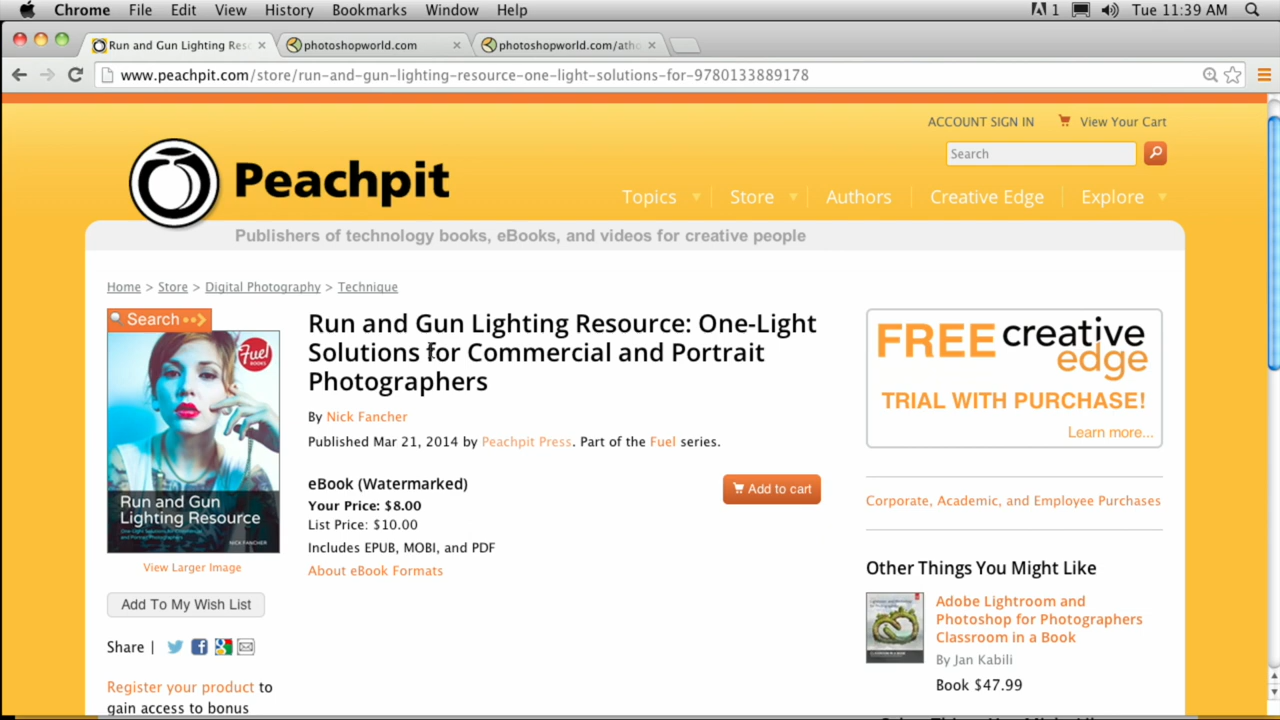 Chrome File Edit View History Bookmarks Window Help 1 Tue 11:39 AM
Run and Gun Lighting Res
photoshopworld.com
photoshopworld.com/ath
www.peachpit.com/store/run-and-gun-lighting-resource-one-light-solutions-for-9780133889178
ACCOUNT SIGN IN View Your Cart
Search
Peachpit
Topics Store Authors Creative Edge Explore
Publishers of technology books, eBooks, and videos for creative people
Home > Store > Digital Photography > Technique
Search
Fuel
BOOKS
Run and Gun
Lighting Resource
One-Light Solutions for Commercial
and Portrait Photographers
NICK FANCHER
View Larger Image
Add To My Wish List
Share |
Register your product to
gain access to bonus
Run and Gun Lighting Resource: One-Light
Solutions for Commercial and Portrait
Photographers
By Nick Fancher
Published Mar 21, 2014 by Peachpit Press. Part of the Fuel series.
eBook (Watermarked)
Your Price: $8.00
List Price: $10.00
Includes EPUB, MOBI, and PDF
About eBook Formats
Add to cart
FREE creative
edge
TRIAL WITH PURCHASE!
Learn more...
Corporate, Academic, and Employee Purchases
Other Things You Might Like
Adobe Lightroom and
Photoshop for Photographers
Classroom in a Book
By Jan Kabili
Book $47.99